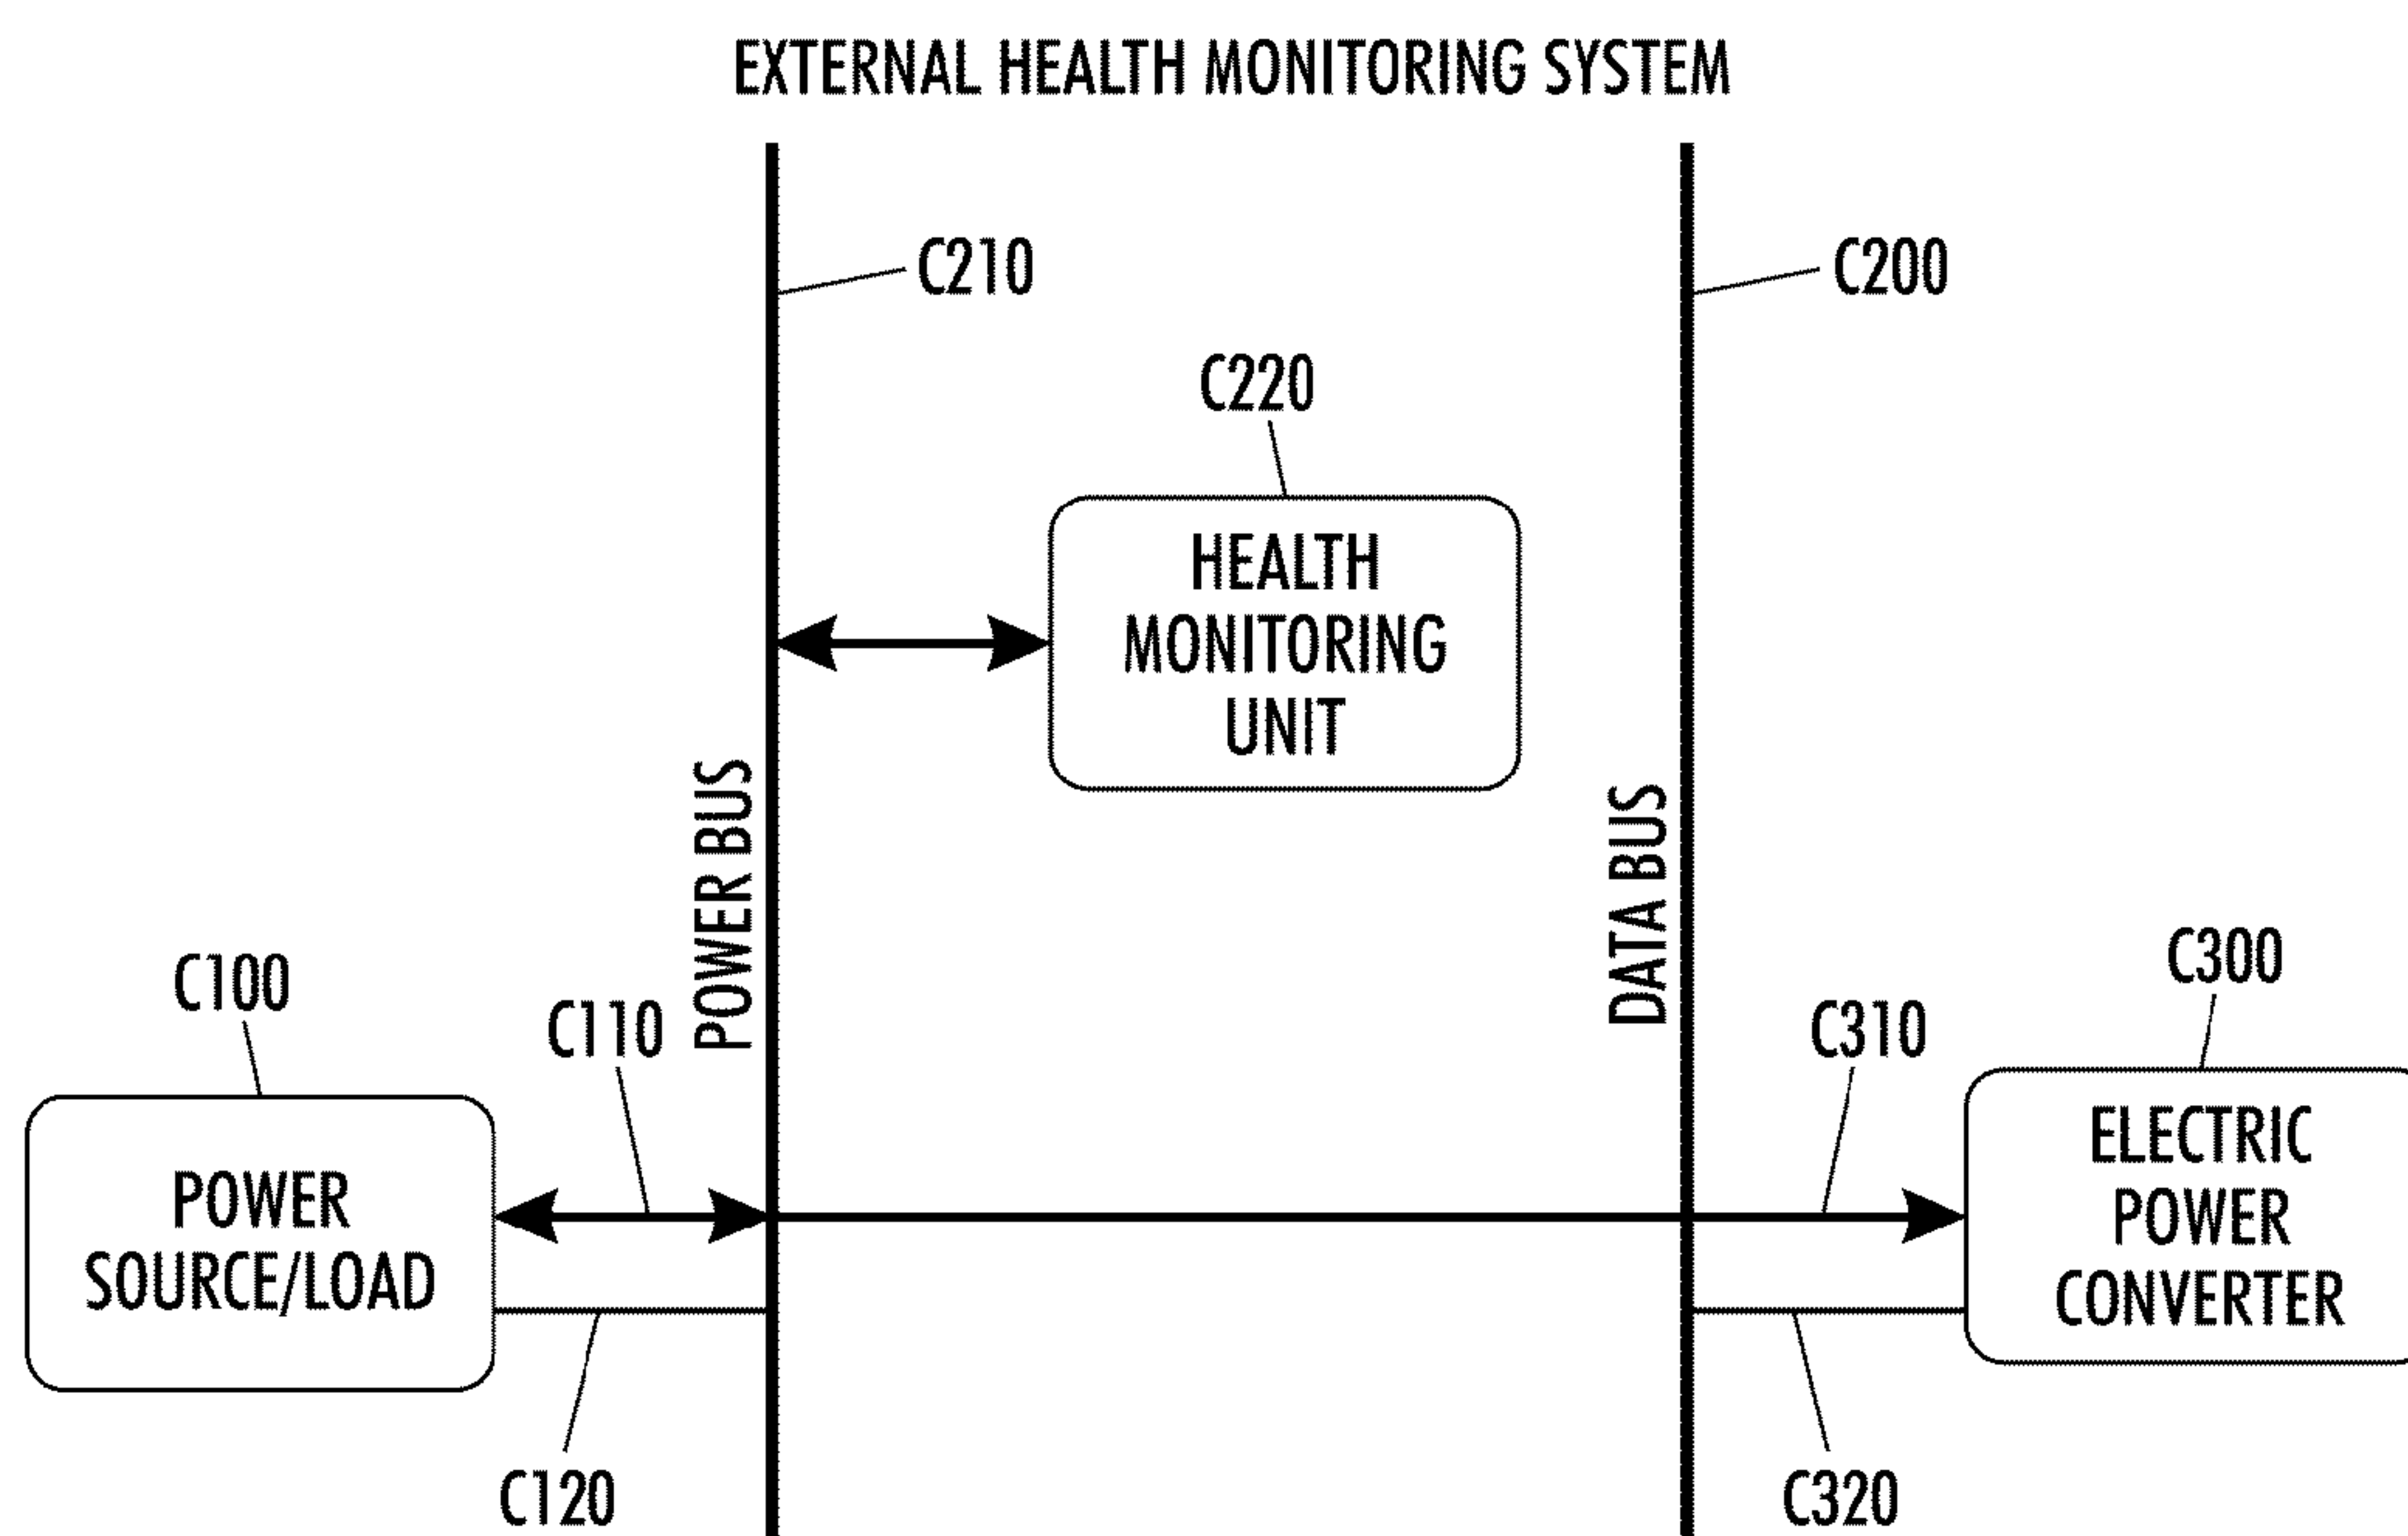 EXTERNAL HEALTH MONITORING SYSTEM
C210
C200
C220
HEALTH
MONITORING
UNIT
POWER BUS
DATA BUS
C100
C110
C310
C300
POWER
SOURCE/LOAD
ELECTRIC
POWER
CONVERTER
C120
C320